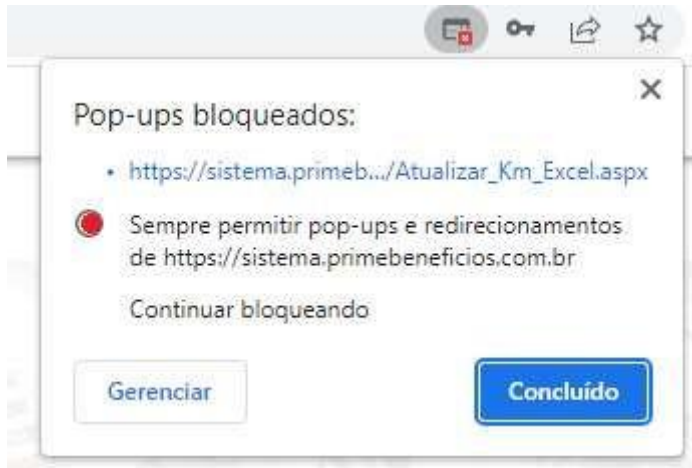 Pop-ups bloqueados:
https://sistema.primeb.../Atualizar_Km_Excel.aspx
Sempre permitir pop-ups e redirecionamentos
de https://sistema.primebeneficios.com.br
Continuar bloqueando
Gerenciar Concluído